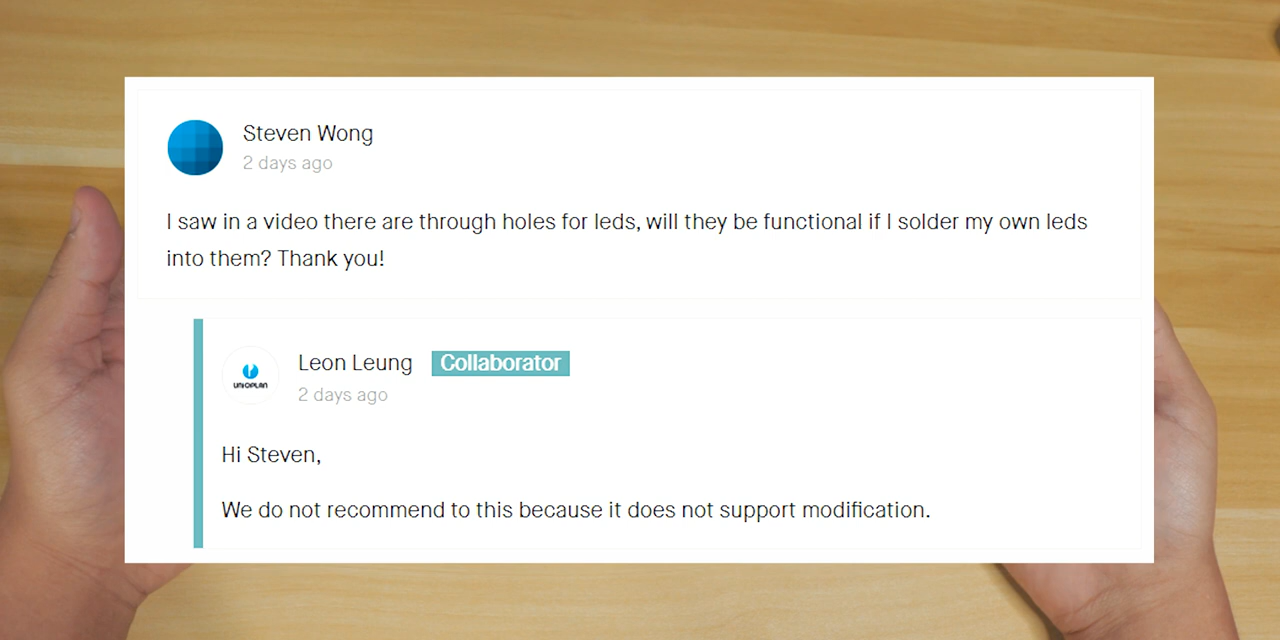 Steven Wong
2 days ago
I saw in a video there are through holes for leds, will they be functional if I solder my own leds
into them? Thank you!
UNIQPLAN
Leon Leung Collaborator
2 days ago
Hi Steven,
We do not recommend to this because it does not support modification.